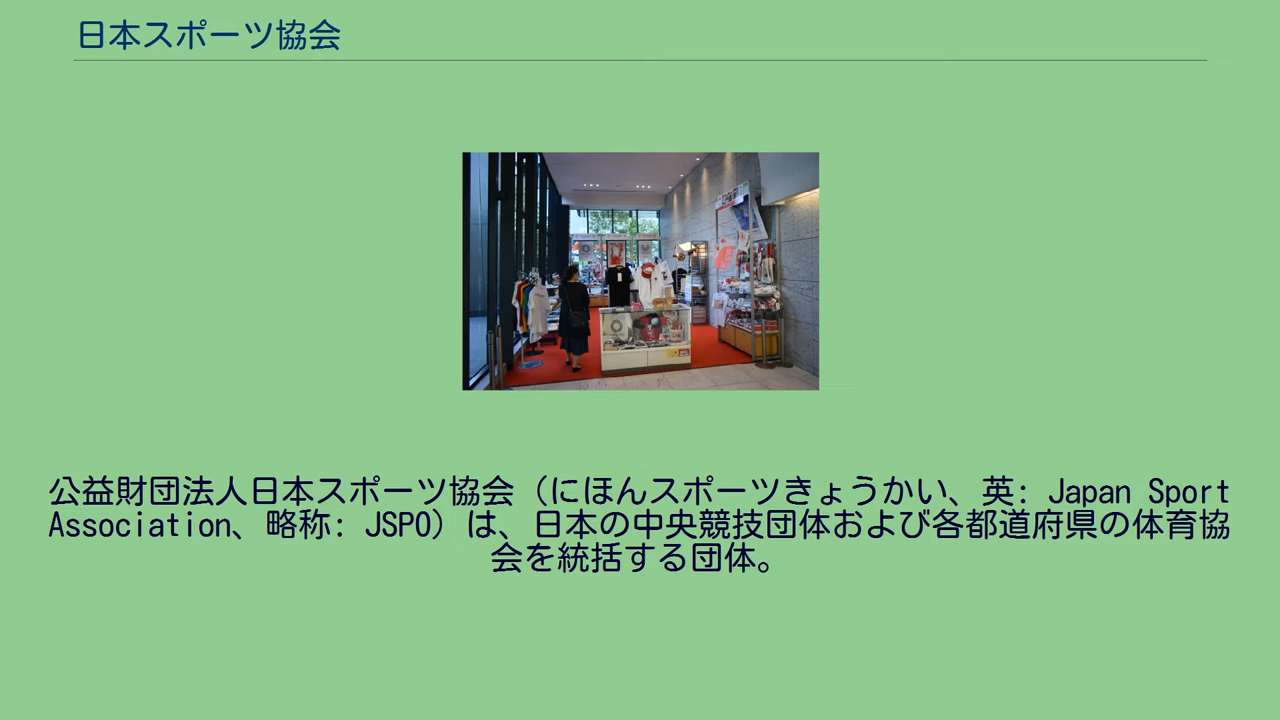 日本スポーツ協会
公益財団法人日本スポーツ協会（にほんスポーツきょうかい、英: Japan Sport
Association、略称: JSPO）は、日本の中央競技団体および各都道府県の体育協
会を統括する団体。